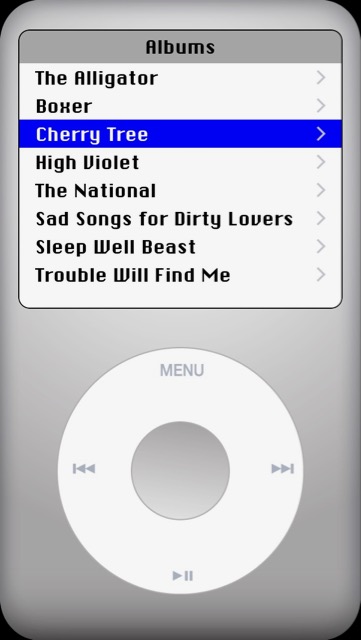 Albums
The Alligator
Boxer
Cherry Tree
High Violet
The National
Sad Songs for Dirty Lovers
Sleep Well Beast
Trouble Will Find Me
MENU